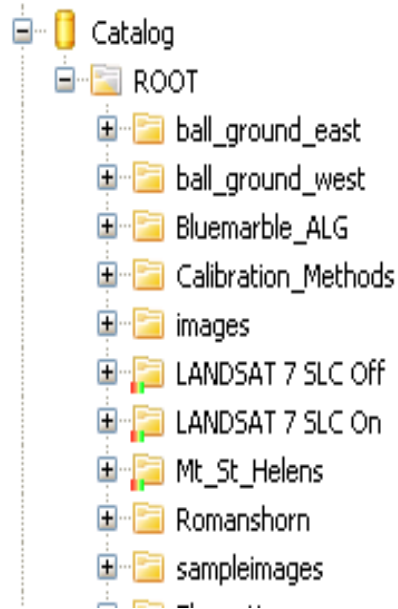 Catalog
ROOT
ball_ground_east
ball_ground_west
Bluemarble_ALG
Calibration_Methods
images
LANDSAT 7 SLC Off
LANDSAT 7 SLC On
Mt_St_Helens
Romanshorn
sampleimages